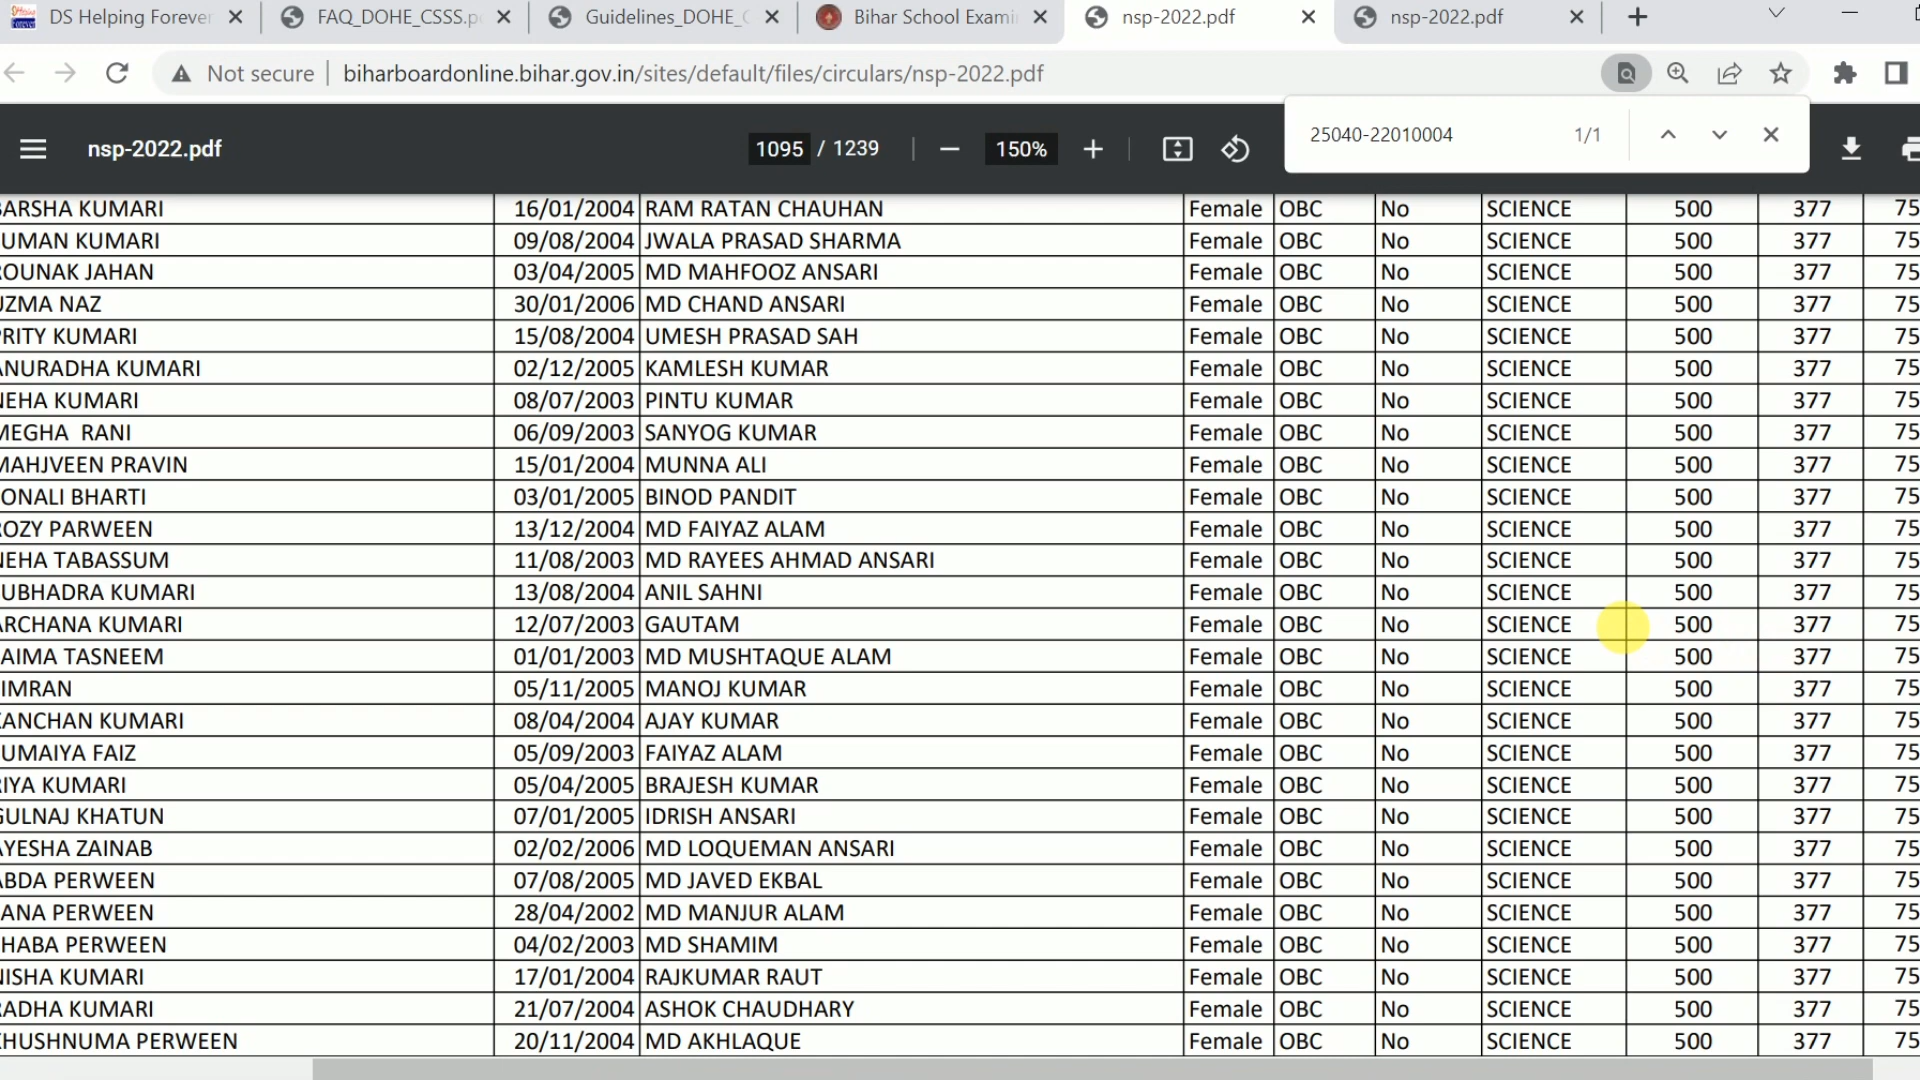 DS Helping Forever FAQ_DOHE_CSSS.p Guidelines_DOHE_C Bihar School Exami nsp-2022.pdf nsp-2022.pdf
Not secure biharboardonline.bihar.gov.in/sites/default/files/circulars/nsp-2022.pdf
nsp-2022.pdf 1095 / 1239 150% 25040-22010004 1/1
BARSHA KUMARI 16/01/2004 RAM RATAN CHAUHAN Female OBC No SCIENCE 500 377 75
UMAN KUMARI 09/08/2004 JWALA PRASAD SHARMA Female OBC No SCIENCE 500 377 75
ROUNAK JAHAN 03/04/2005 MD MAHFOOZ ANSARI Female OBC No SCIENCE 500 377 75
UZMA NAZ 30/01/2006 MD CHAND ANSARI Female OBC No SCIENCE 500 377 75
PRITY KUMARI 15/08/2004 UMESH PRASAD SAH Female OBC No SCIENCE 500 377 75
ANURADHA KUMARI 02/12/2005 KAMLESH KUMAR Female OBC No SCIENCE 500 377 75
NEHA KUMARI 08/07/2003 PINTU KUMAR Female OBC No SCIENCE 500 377 75
MEGHA RANI 06/09/2003 SANYOG KUMAR Female OBC No SCIENCE 500 377 75
MAHJVEEN PRAVIN 15/01/2004 MUNNA ALI Female OBC No SCIENCE 500 377 75
ONALI BHARTI 03/01/2005 BINOD PANDIT Female OBC No SCIENCE 500 377 75
ROZY PARWEEN 13/12/2004 MD FAIYAZ ALAM Female OBC No SCIENCE 500 377 75
NEHA TABASSUM 11/08/2003 MD RAYEES AHMAD ANSARI Female OBC No SCIENCE 500 377 75
UBHADRA KUMARI 13/08/2004 ANIL SAHNI Female OBC No SCIENCE 500 377 75
ARCHANA KUMARI 12/07/2003 GAUTAM Female OBC No SCIENCE 500 377 75
AIMA TASNEEM 01/01/2003 MD MUSHTAQUE ALAM Female OBC No SCIENCE 500 377 75
IMRAN 05/11/2005 MANOJ KUMAR Female OBC No SCIENCE 500 377 75
KANCHAN KUMARI 08/04/2004 AJAY KUMAR Female OBC No SCIENCE 500 377 75
UMAIYA FAIZ 05/09/2003 FAIYAZ ALAM Female OBC No SCIENCE 500 377 75
RIYA KUMARI 05/04/2005 BRAJESH KUMAR Female OBC No SCIENCE 500 377 75
GULNAJ KHATUN 07/01/2005 IDRISH ANSARI Female OBC No SCIENCE 500 377 75
AYESHA ZAINAB 02/02/2006 MD LOQUEMAN ANSARI Female OBC No SCIENCE 500 377 75
ABDA PERWEEN 07/08/2005 MD JAVED EKBAL Female OBC No SCIENCE 500 377 75
ANA PERWEEN 28/04/2002 MD MANJUR ALAM Female OBC No SCIENCE 500 377 75
HABA PERWEEN 04/02/2003 MD SHAMIM Female OBC No SCIENCE 500 377 75
NISHA KUMARI 17/01/2004 RAJKUMAR RAUT Female OBC No SCIENCE 500 377 75
RADHA KUMARI 21/07/2004 ASHOK CHAUDHARY Female OBC No SCIENCE 500 377 75
KHUSHNUMA PERWEEN 20/11/2004 MD AKHLAQUE Female OBC No SCIENCE 500 377 75